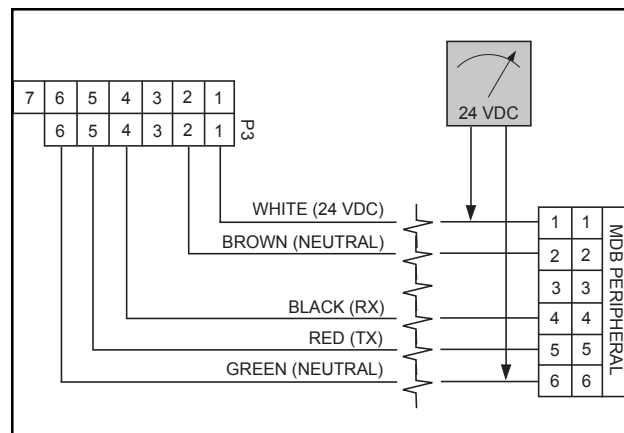 24 VDC
7 6 5 4 3 2 1
6 5 4 3 2 1
P3
WHITE (24 VDC)
BROWN (NEUTRAL)
BLACK (RX)
RED (TX)
GREEN (NEUTRAL)
1 1
2 2
3 3
4 4
5 5
6 6
MDB PERIPHERAL